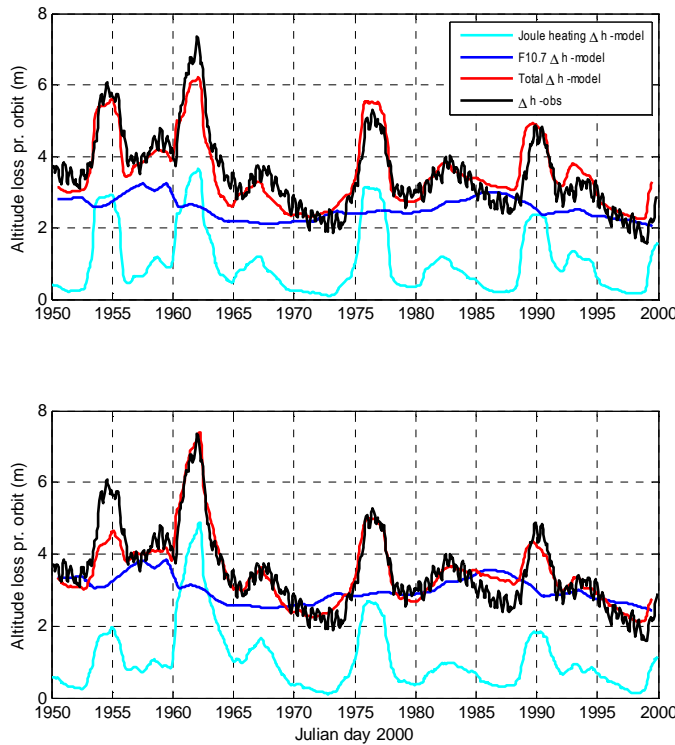 8
6
4
2
0
Altitude loss pr. orbit (m)
Joule heating Δ h -model
F10.7 Δ h -model
Total Δ h -model
Δ h -obs
1950 1955 1960 1965 1970 1975 1980 1985 1990 1995 2000
8
6
4
2
0
Altitude loss pr. orbit (m)
1950 1955 1960 1965 1970 1975 1980 1985 1990 1995 2000
Julian day 2000